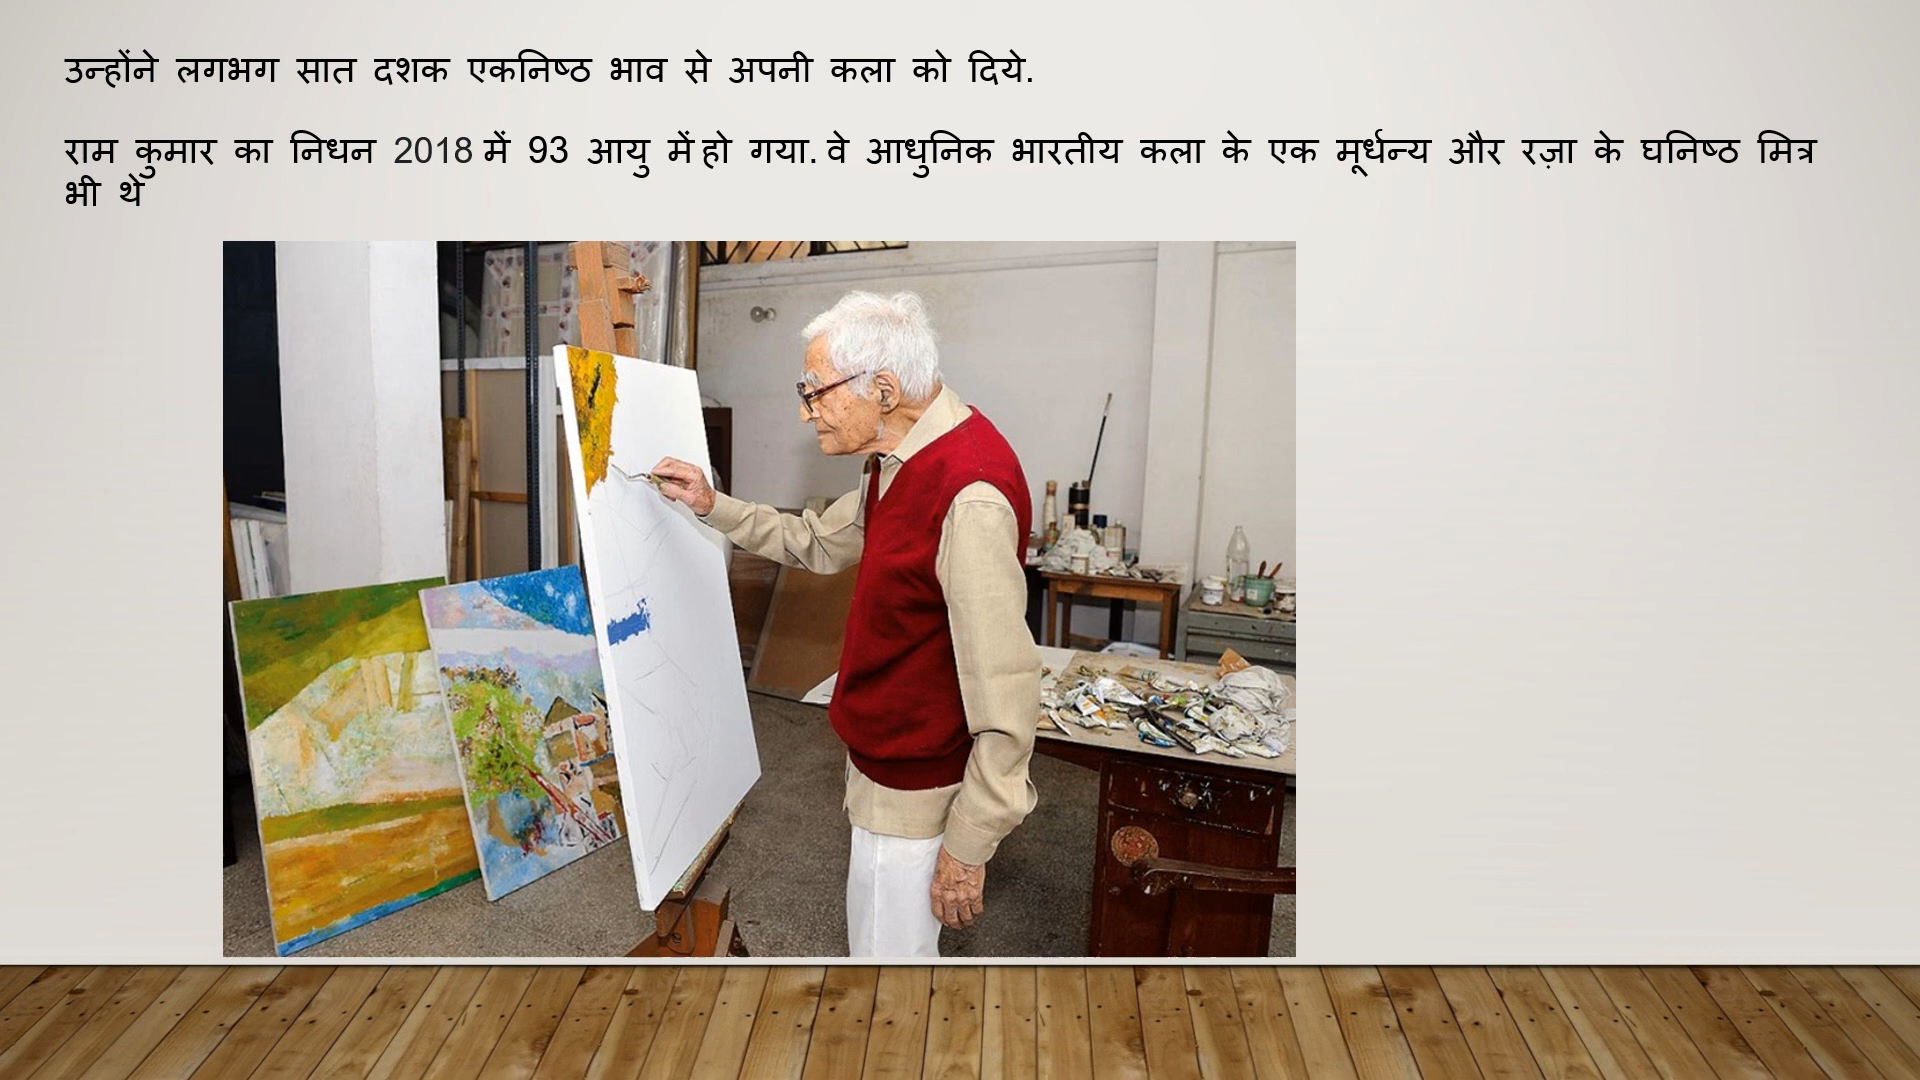 उन्होंने लगभग सात दशक एकनिष्ठ भाव से अपनी कला को दिये.
राम कुमार का निधन 2018 में 93 आयु में हो गया. वे आधुनिक भारतीय कला के एक मूर्धन्य और रज़ा के घनिष्ठ मित्र
भी थे